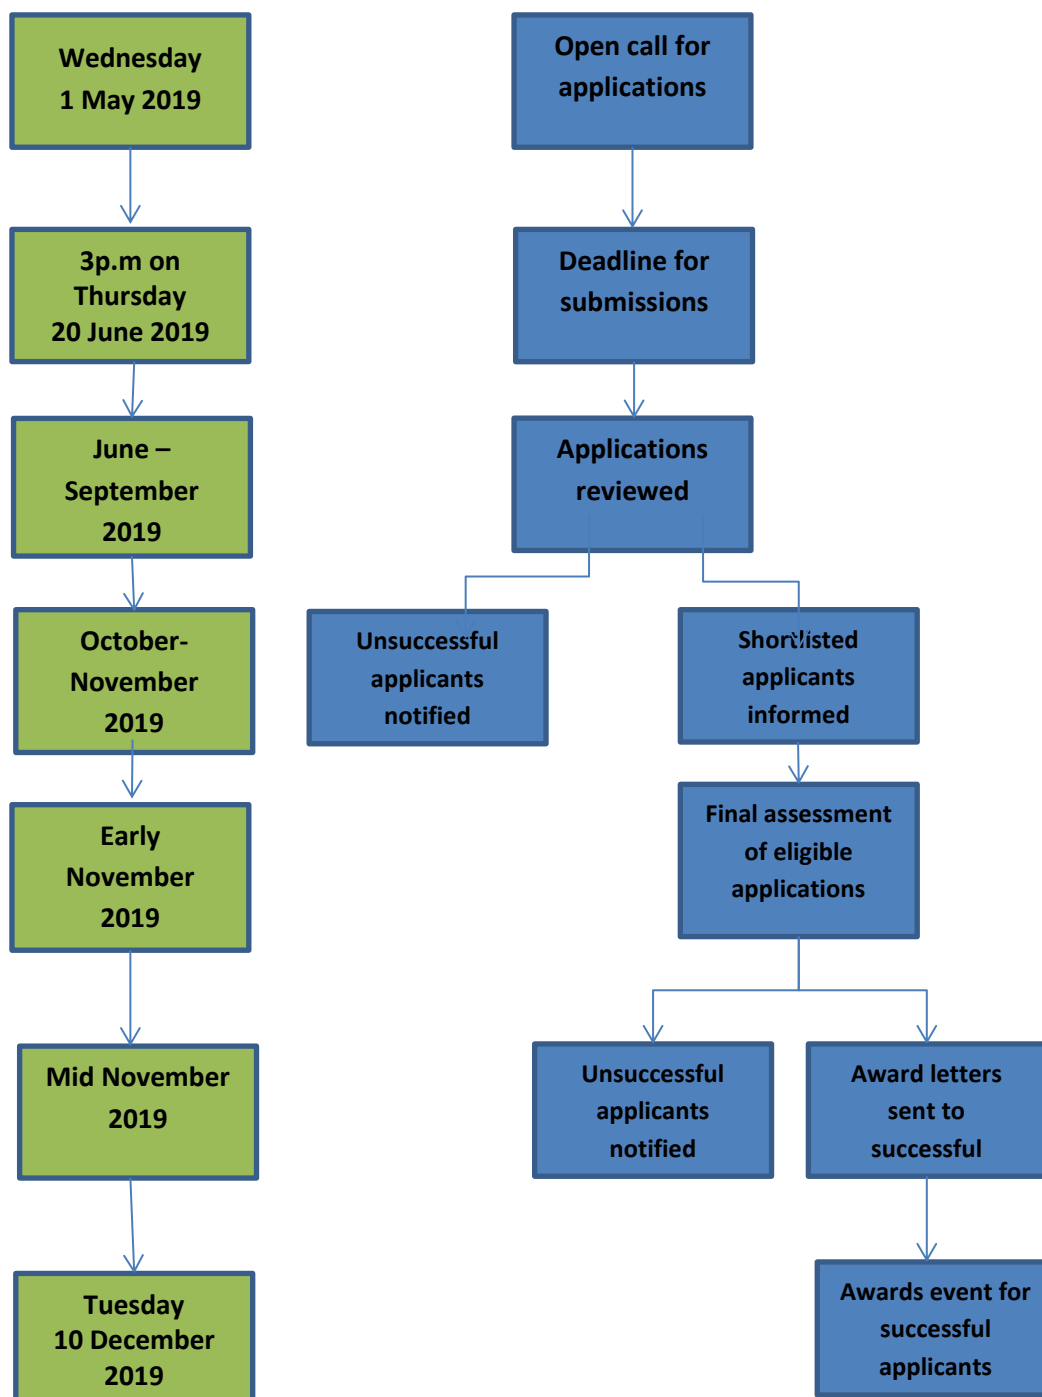 Wednesday
1 May 2019
Open call for
applications
3p.m on
Thursday
20 June 2019
Deadline for
submissions
June –
September
2019
Applications
reviewed
October-
November
2019
Unsuccessful
applicants
notified
Shortlisted
applicants
informed
Early
November
2019
Final assessment
of eligible
applications
Mid November
2019
Unsuccessful
applicants
notified
Award letters
sent to
successful
Tuesday
10 December
2019
Awards event for
successful
applicants